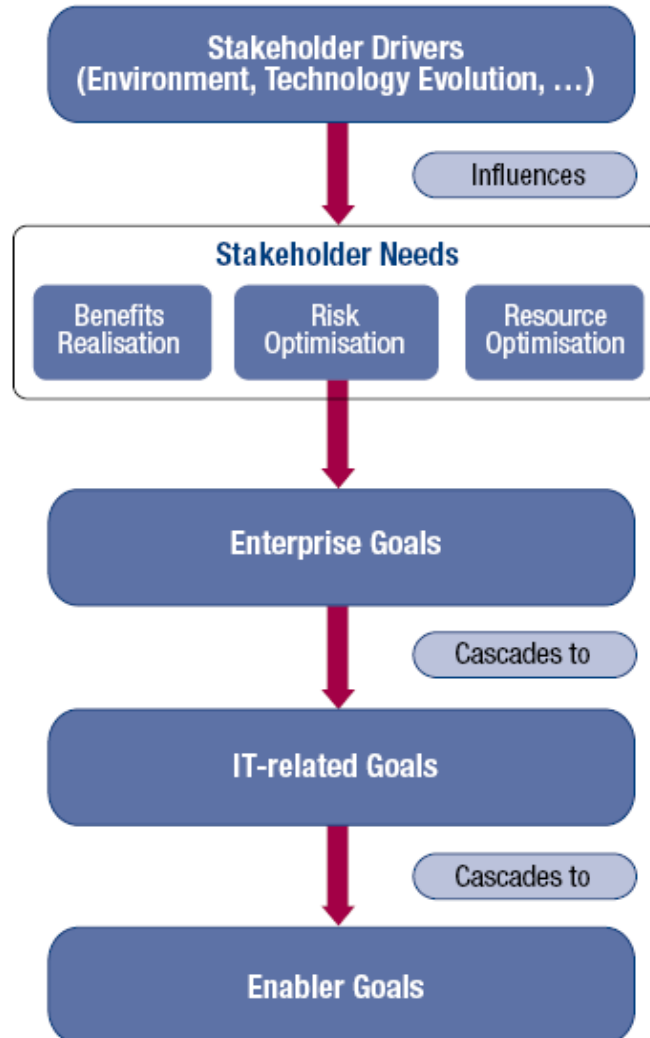 Stakeholder Drivers
(Environment, Technology Evolution, …)
Influences
Stakeholder Needs
Benefits
Realisation
Risk
Optimisation
Resource
Optimisation
Enterprise Goals
Cascades to
IT-related Goals
Cascades to
Enabler Goals